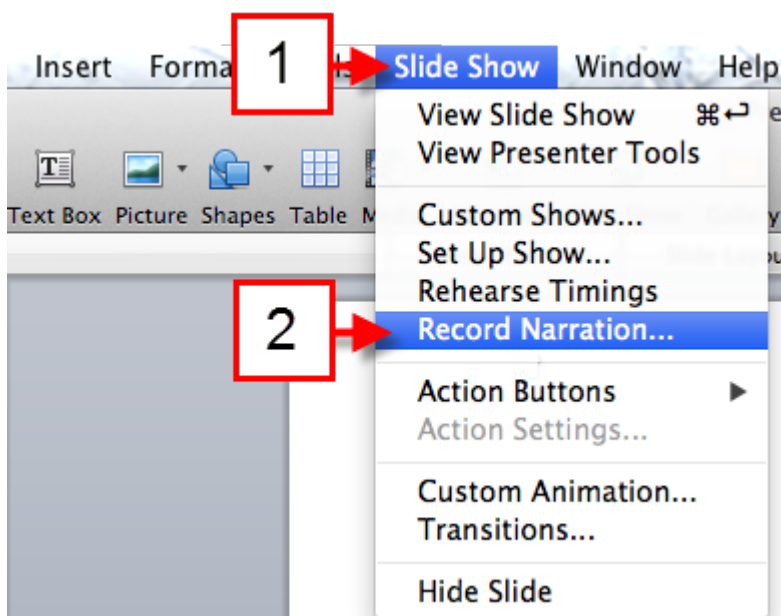 1
Insert Forma Slide Show Window Help
View Slide Show ⌘↩
View Presenter Tools
Text Box Picture Shapes Table
Custom Shows...
Set Up Show...
Rehearse Timings
2
Record Narration...
Action Buttons ▶
Action Settings...
Custom Animation...
Transitions...
Hide Slide